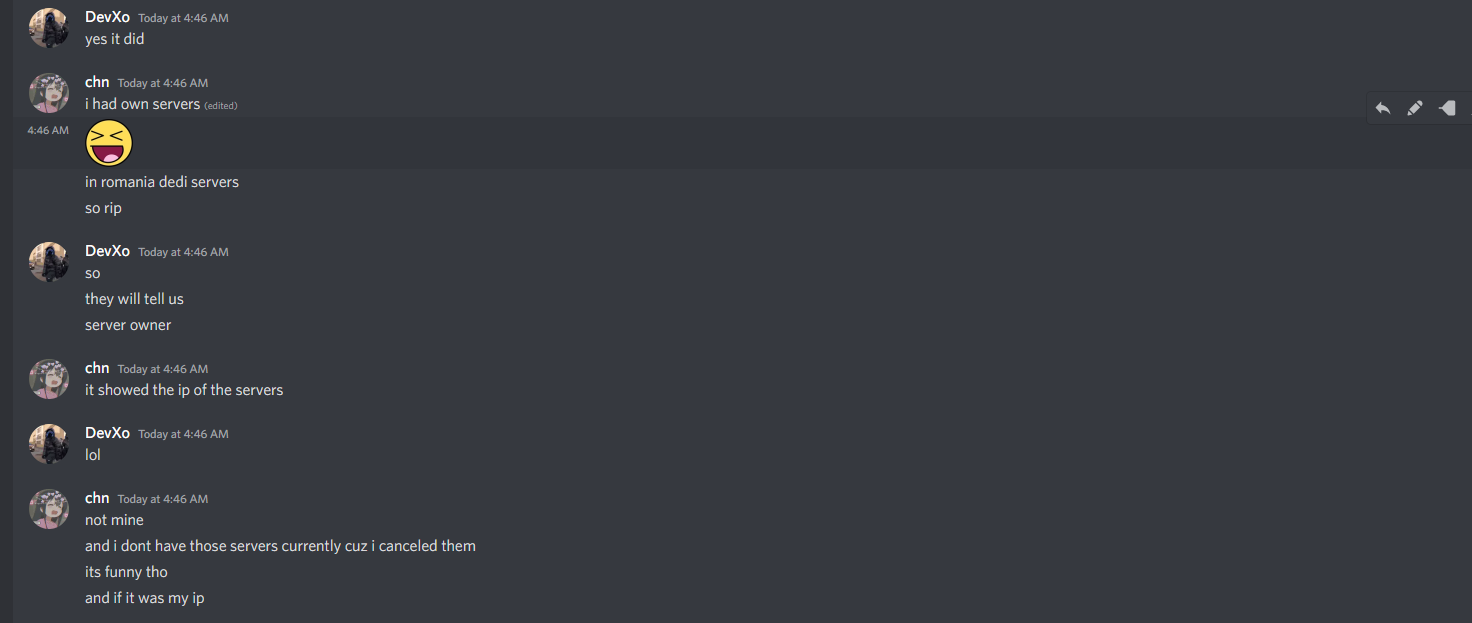 DevXo Today at 4:46 AM
yes it did
chn Today at 4:46 AM
i had own servers (edited)
4:46 AM
in romania dedi servers
so rip
DevXo Today at 4:46 AM
so
they will tell us
server owner
chn Today at 4:46 AM
it showed the ip of the servers
DevXo Today at 4:46 AM
lol
chn Today at 4:46 AM
not mine
and i dont have those servers currently cuz i canceled them
its funny tho
and if it was my ip